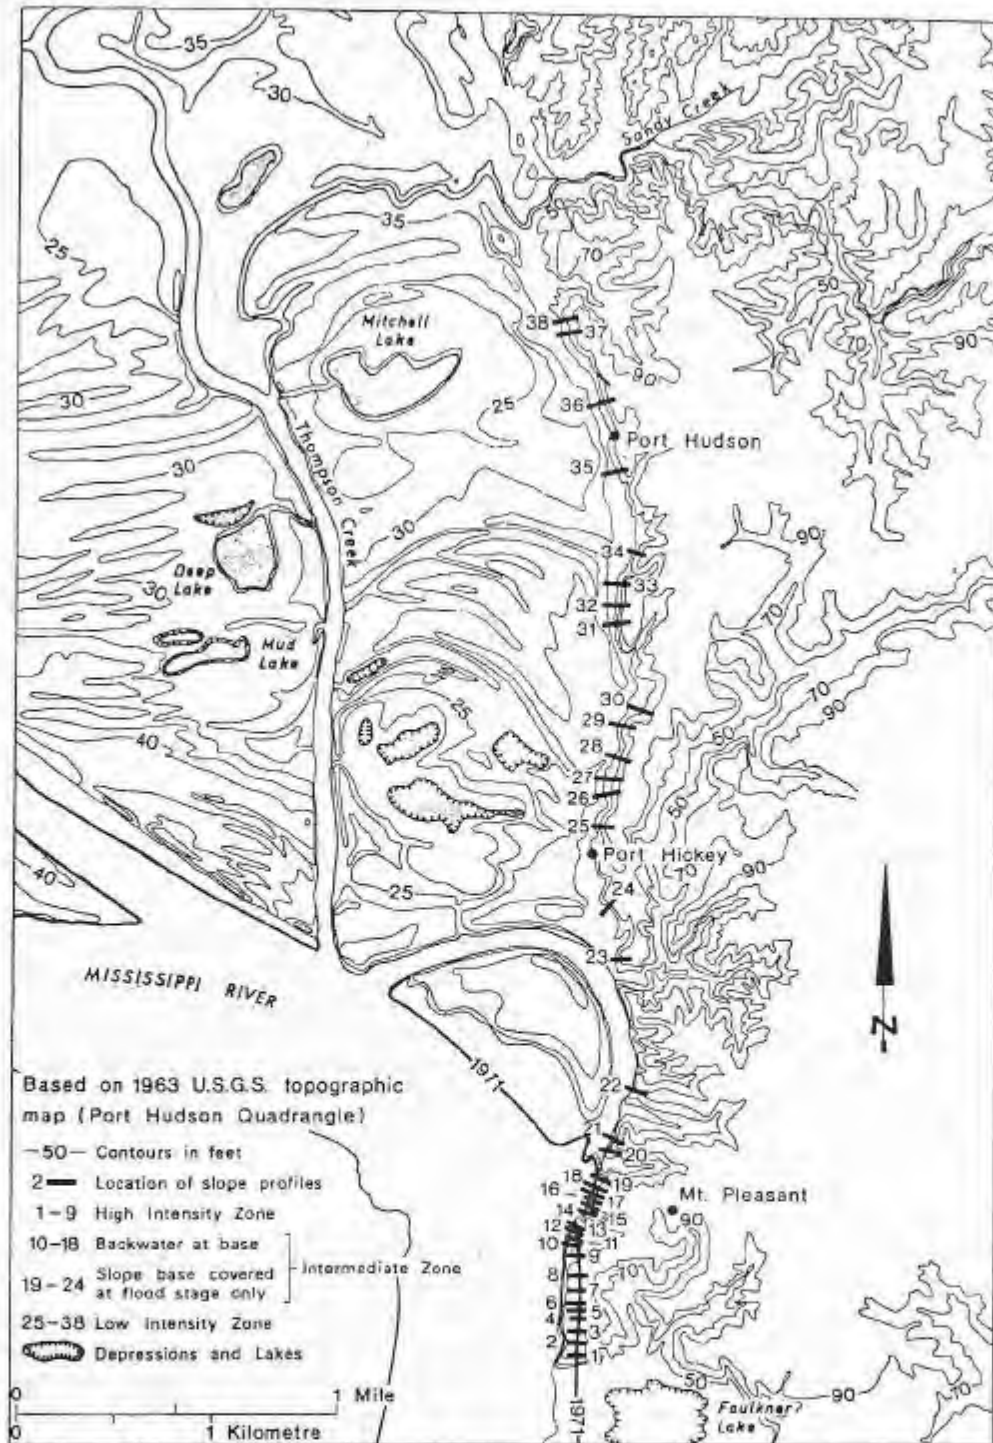 35
30
Sandy Creek
35
25
70
50
38
37
Mitchell
Lake
70
90
90
30
25
36
Port Hudson
Thompson Creek
30
35
30
34
90
Deep
Lake
30
33
32
31
70
Mud
Lake
30
70
25
29
90
50
40
28
27
26
50
25
Port Hickey
40
25
70
90
24
23
MISSISSIPPI RIVER
1971
22
Based on 1963 U.S.G.S. topographic
map (Port Hudson Quadrangle)
20
—50— Contours in feet
18
19
2 Location of slope profiles
16
17
Mt. Pleasant
1-9 High Intensity Zone
14
15
90
12
13
10-18 Backwater at base
10
11
Intermediate Zone
9
19-24 Slope base covered
at flood stage only
8
70
7
6
5
25-38 Low Intensity Zone
4
3
Depressions and Lakes
2
1
50
0 1 Mile
90
70
Faulkner?
Lake
1971
0 1 Kilometre
N